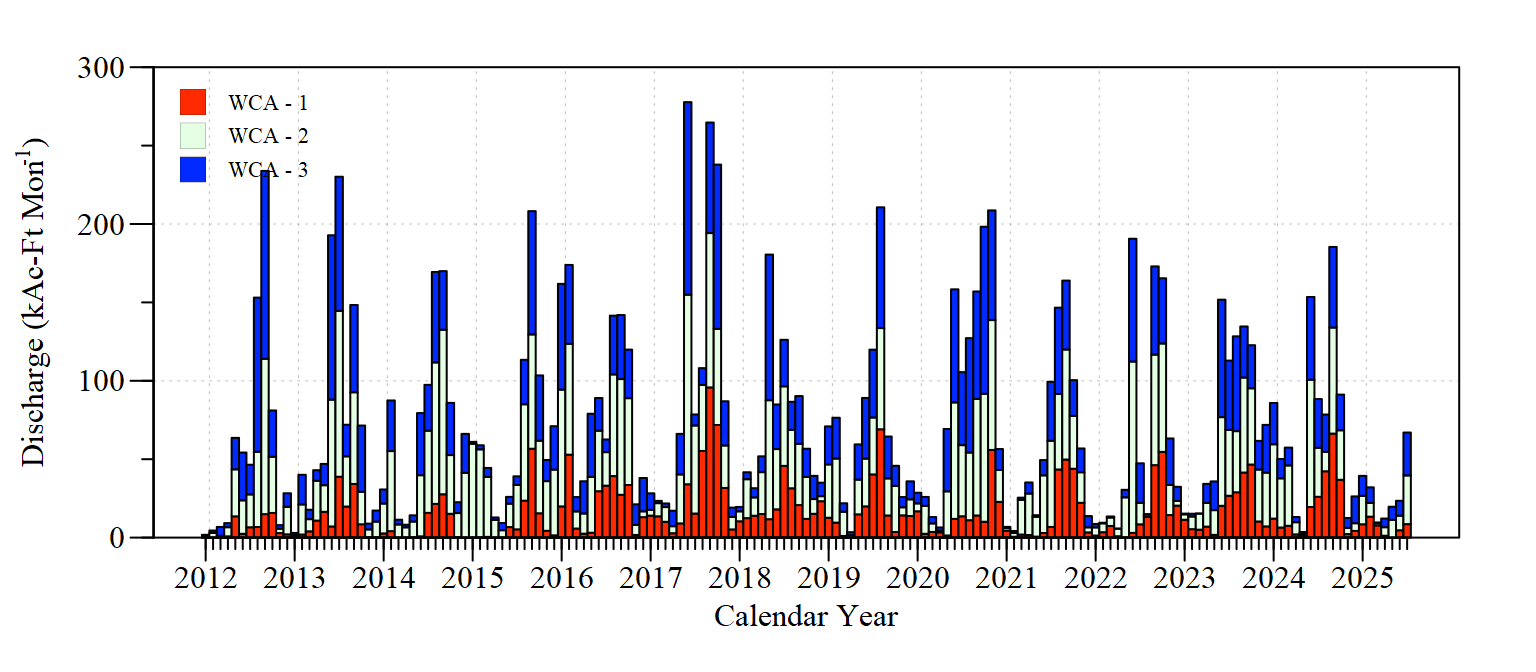 300
200
100
0
Discharge (kAc-Ft Mon-1)
WCA - 1
WCA - 2
WCA - 3
2012 2013 2014 2015 2016 2017 2018 2019 2020 2021 2022 2023 2024 2025
Calendar Year